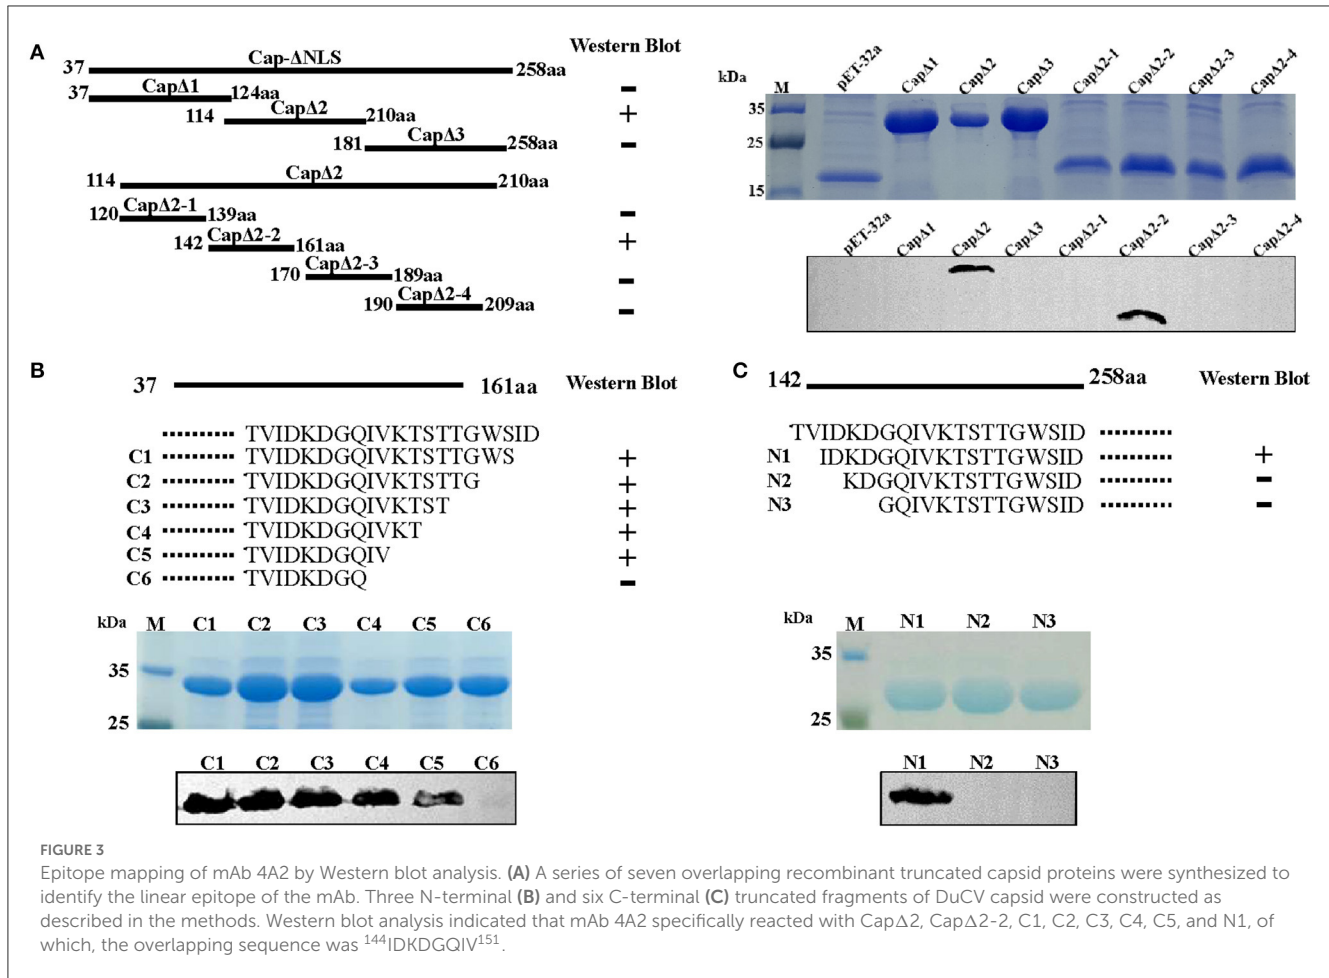 A
Western Blot
Cap-ΔNLS
37 258aa
CapΔ1 -
37 124aa
CapΔ2 +
114 210aa
CapΔ3 -
181 258aa
CapΔ2
114 210aa
CapΔ2-1 -
120 139aa
CapΔ2-2 +
142 161aa
CapΔ2-3 -
170 189aa
CapΔ2-4 -
190 209aa
kDa M pET-32a CapΔ1 CapΔ2 CapΔ3 CapΔ2-1 CapΔ2-2 CapΔ2-3 CapΔ2-4
35
25
15
pET-32a CapΔ1 CapΔ2 CapΔ3 CapΔ2-1 CapΔ2-2 CapΔ2-3 CapΔ2-4
B
37 161aa Western Blot
TVIDKDGQIVKTSTTGWSID
C1 TVIDKDGQIVKTSTTGWS +
C2 TVIDKDGQIVKTSTTG +
C3 TVIDKDGQIVKTST +
C4 TVIDKDGQIVKT +
C5 TVIDKDGQIV +
C6 TVIDKDGQ -
kDa M C1 C2 C3 C4 C5 C6
35
25
C1 C2 C3 C4 C5 C6
C
142 258aa Western Blot
TVIDKDGQIVKTSTTGWSID
N1 IDKDGQIVKTSTTGWSID +
N2 KDGQIVKTSTTGWSID -
N3 GQIVKTSTTGWSID -
kDa M N1 N2 N3
35
25
N1 N2 N3
FIGURE 3
Epitope mapping of mAb 4A2 by Western blot analysis. (A) A series of seven overlapping recombinant truncated capsid proteins were synthesized to
identify the linear epitope of the mAb. Three N-terminal (B) and six C-terminal (C) truncated fragments of DuCV capsid were constructed as
described in the methods. Western blot analysis indicated that mAb 4A2 specifically reacted with CapΔ2, CapΔ2-2, C1, C2, C3, C4, C5, and N1, of
which, the overlapping sequence was ¹⁴⁴IDKDGQIV¹⁵¹.